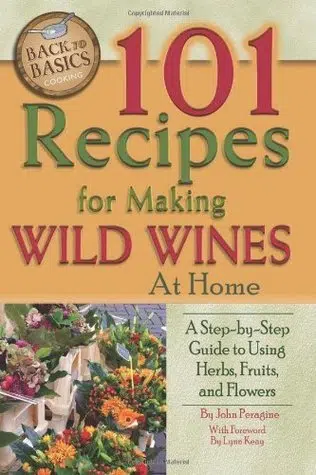 BACK TO BASICS
COOKING
101
Recipes
for Making
WILD WINES
At Home
A Step-by-Step
Guide to Using
Herbs, Fruits,
and Flowers
By John Peragine
With Foreword
By Lynn Keay